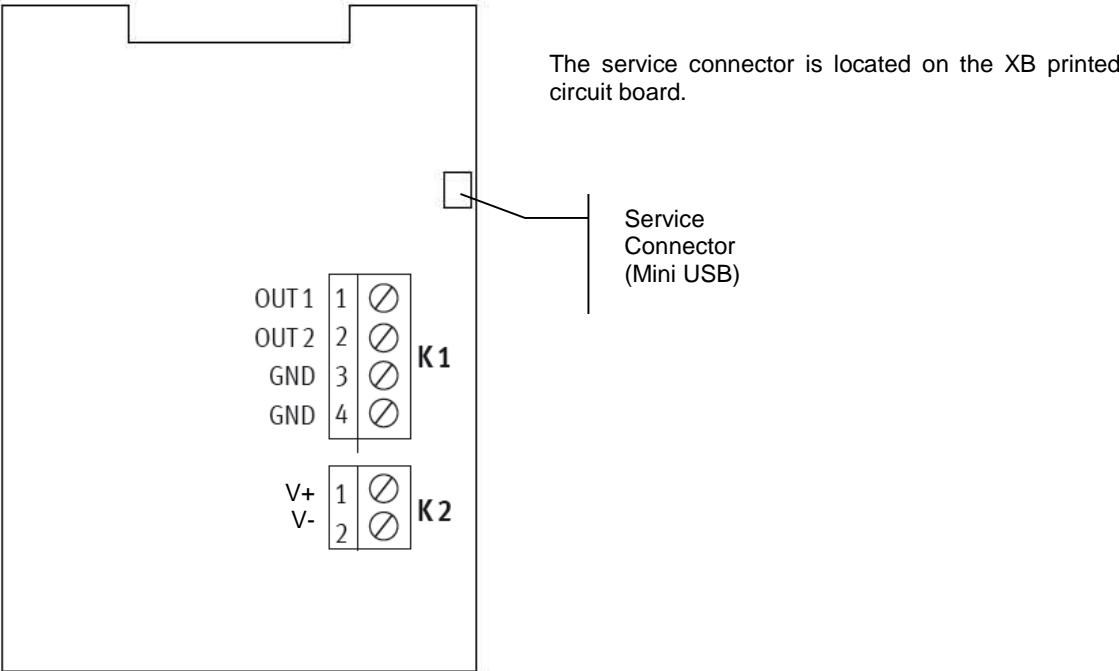 The service connector is located on the XB printed
circuit board.
Service
Connector
(Mini USB)
OUT1 1
OUT2 2
GND 3
GND 4
K1
V+ 1
V- 2
K2